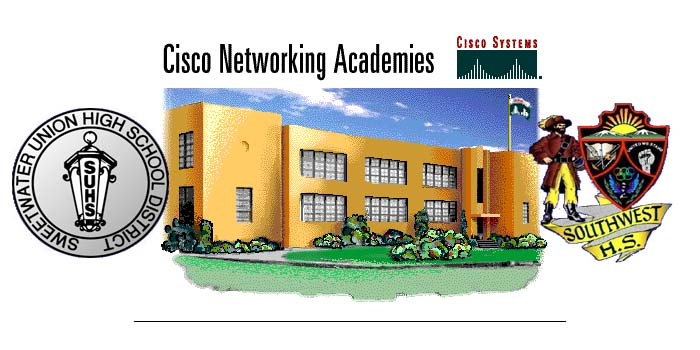 Cisco Networking Academies
CISCO SYSTEMS
SWEETWATER UNION HIGH SCHOOL DISTRICT
SUHS
SOUTHWEST
H.S.